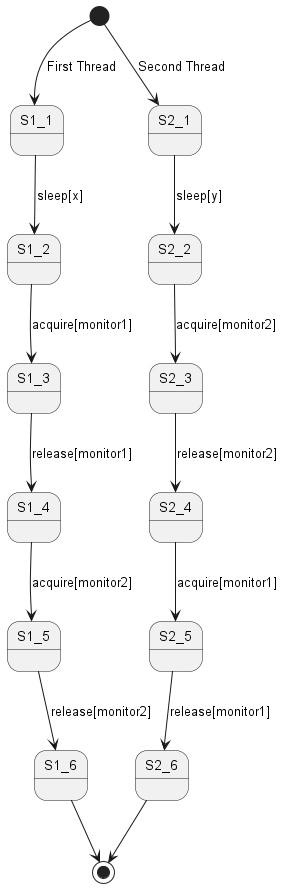 First Thread
Second Thread
S1_1
S2_1
sleep[x]
sleep[y]
S1_2
S2_2
acquire[monitor1]
acquire[monitor2]
S1_3
S2_3
release[monitor1]
release[monitor2]
S1_4
S2_4
acquire[monitor2]
acquire[monitor1]
S1_5
S2_5
release[monitor2]
release[monitor1]
S1_6
S2_6